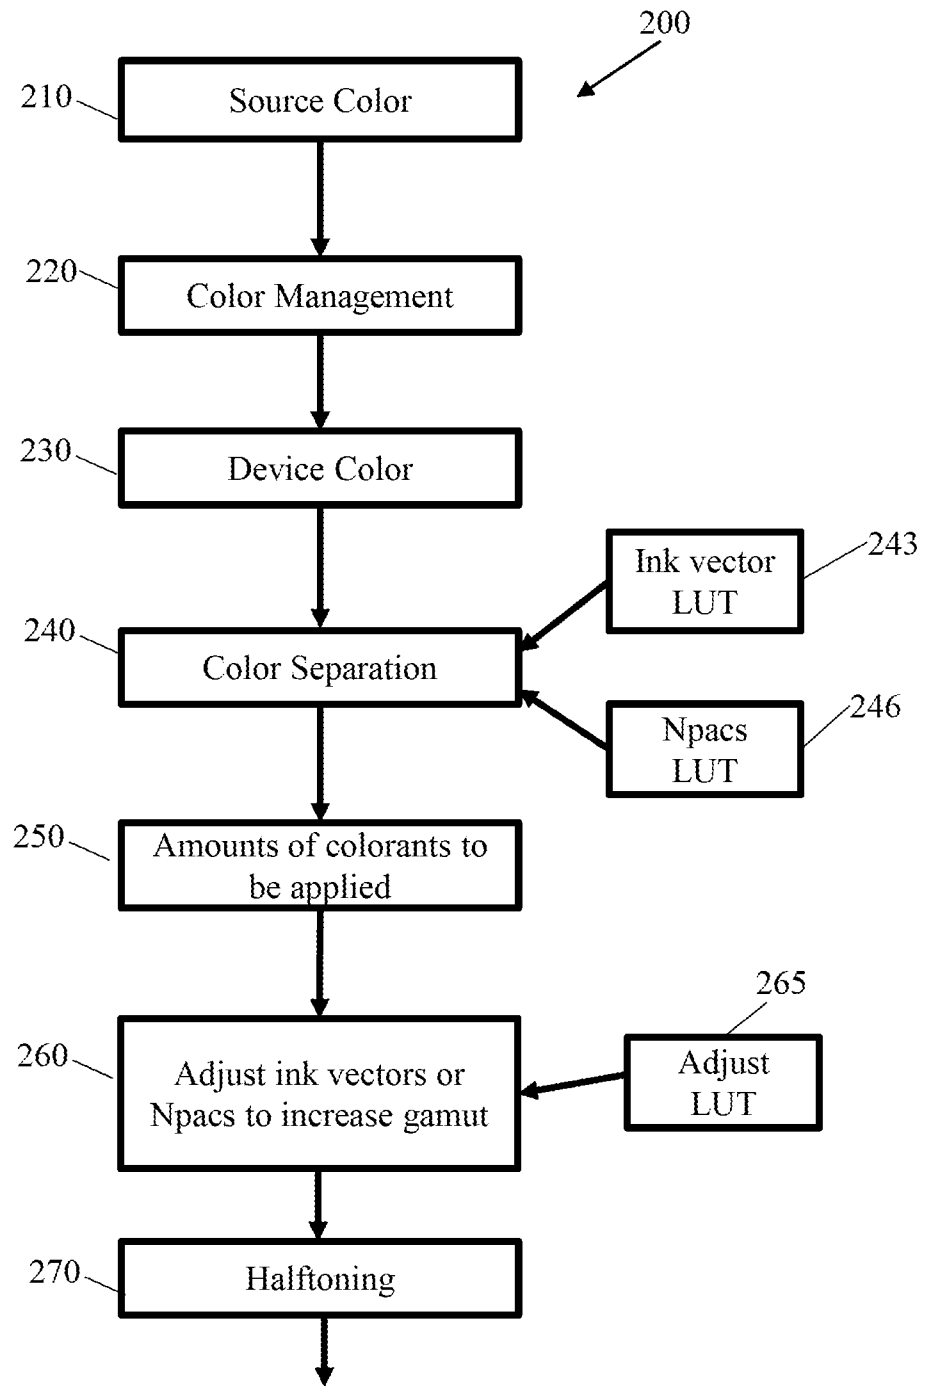 200
210
Source Color
220
Color Management
230
Device Color
243
Ink vector
LUT
240
Color Separation
246
Npacs
LUT
250
Amounts of colorants to
be applied
265
Adjust
LUT
260
Adjust ink vectors or
Npacs to increase gamut
270
Halftoning